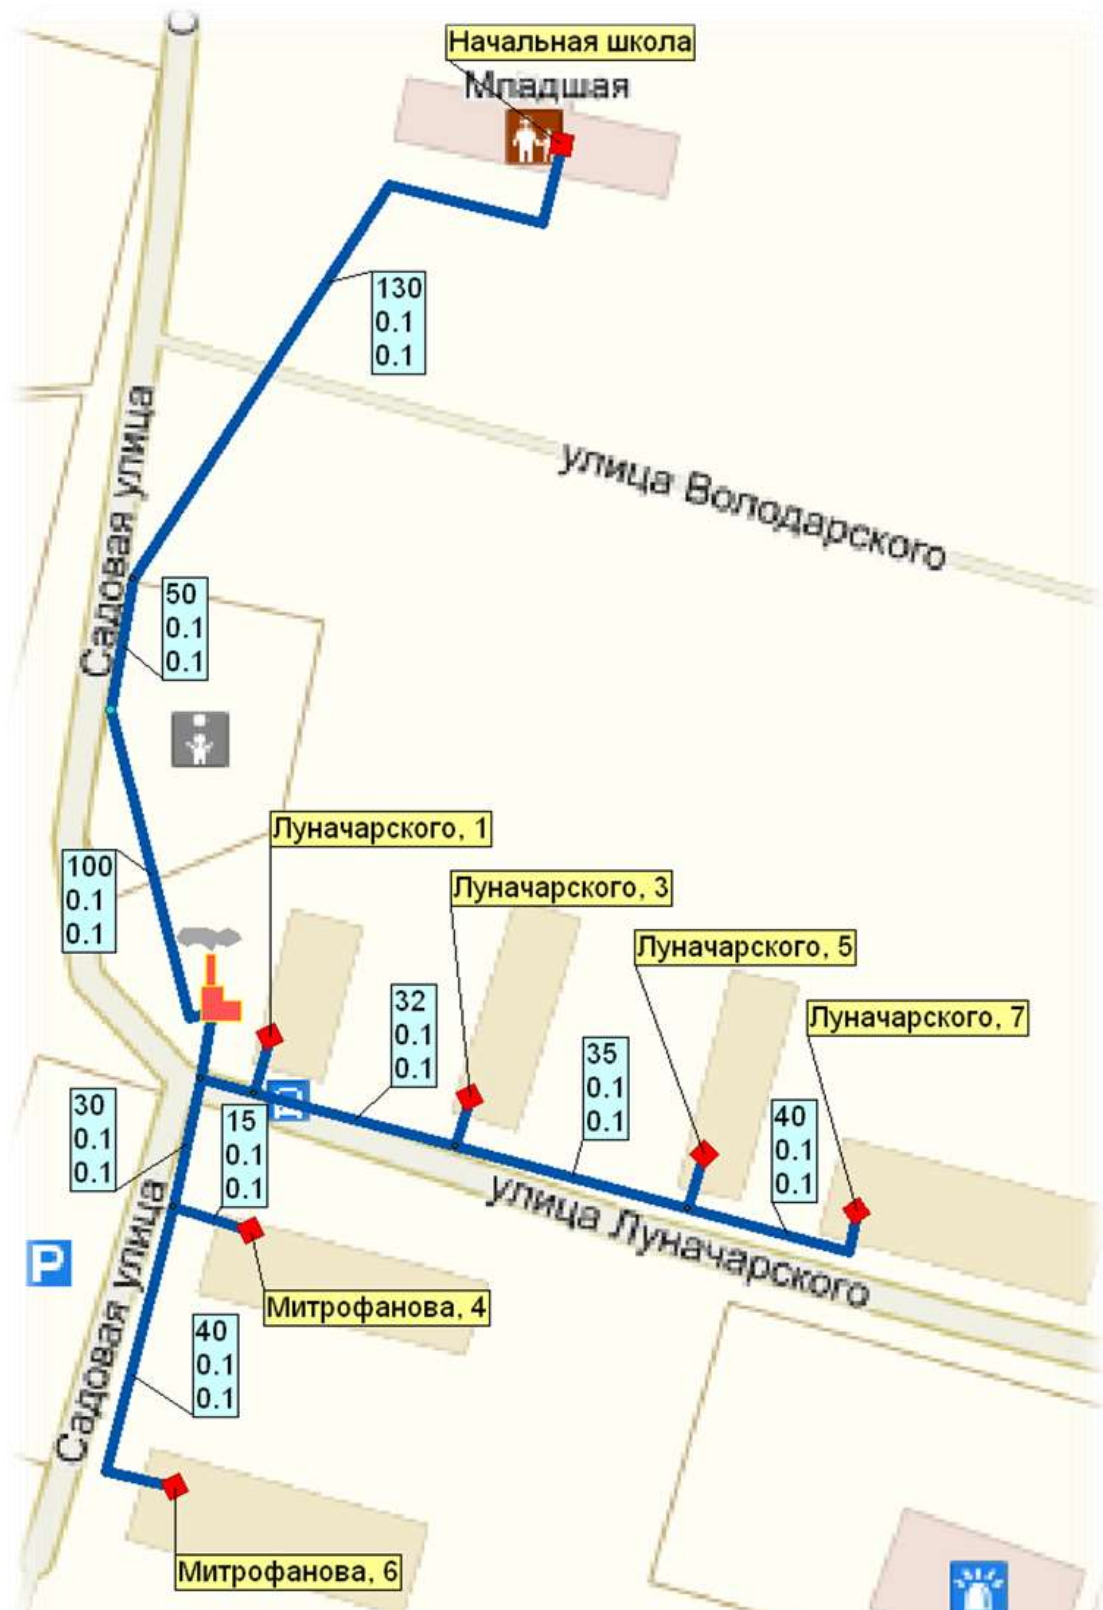 Начальная школа
Младшая
130
0.1
0.1
Садовая улица
улица Володарского
50
0.1
0.1
Луначарского, 1
100
0.1
0.1
Луначарского, 3
Луначарского, 5
32
0.1
0.1
Луначарского, 7
35
0.1
0.1
30
0.1
0.1
15
0.1
0.1
40
0.1
0.1
улица Луначарского
P
Садовая улица
Митрофанова, 4
40
0.1
0.1
Митрофанова, 6